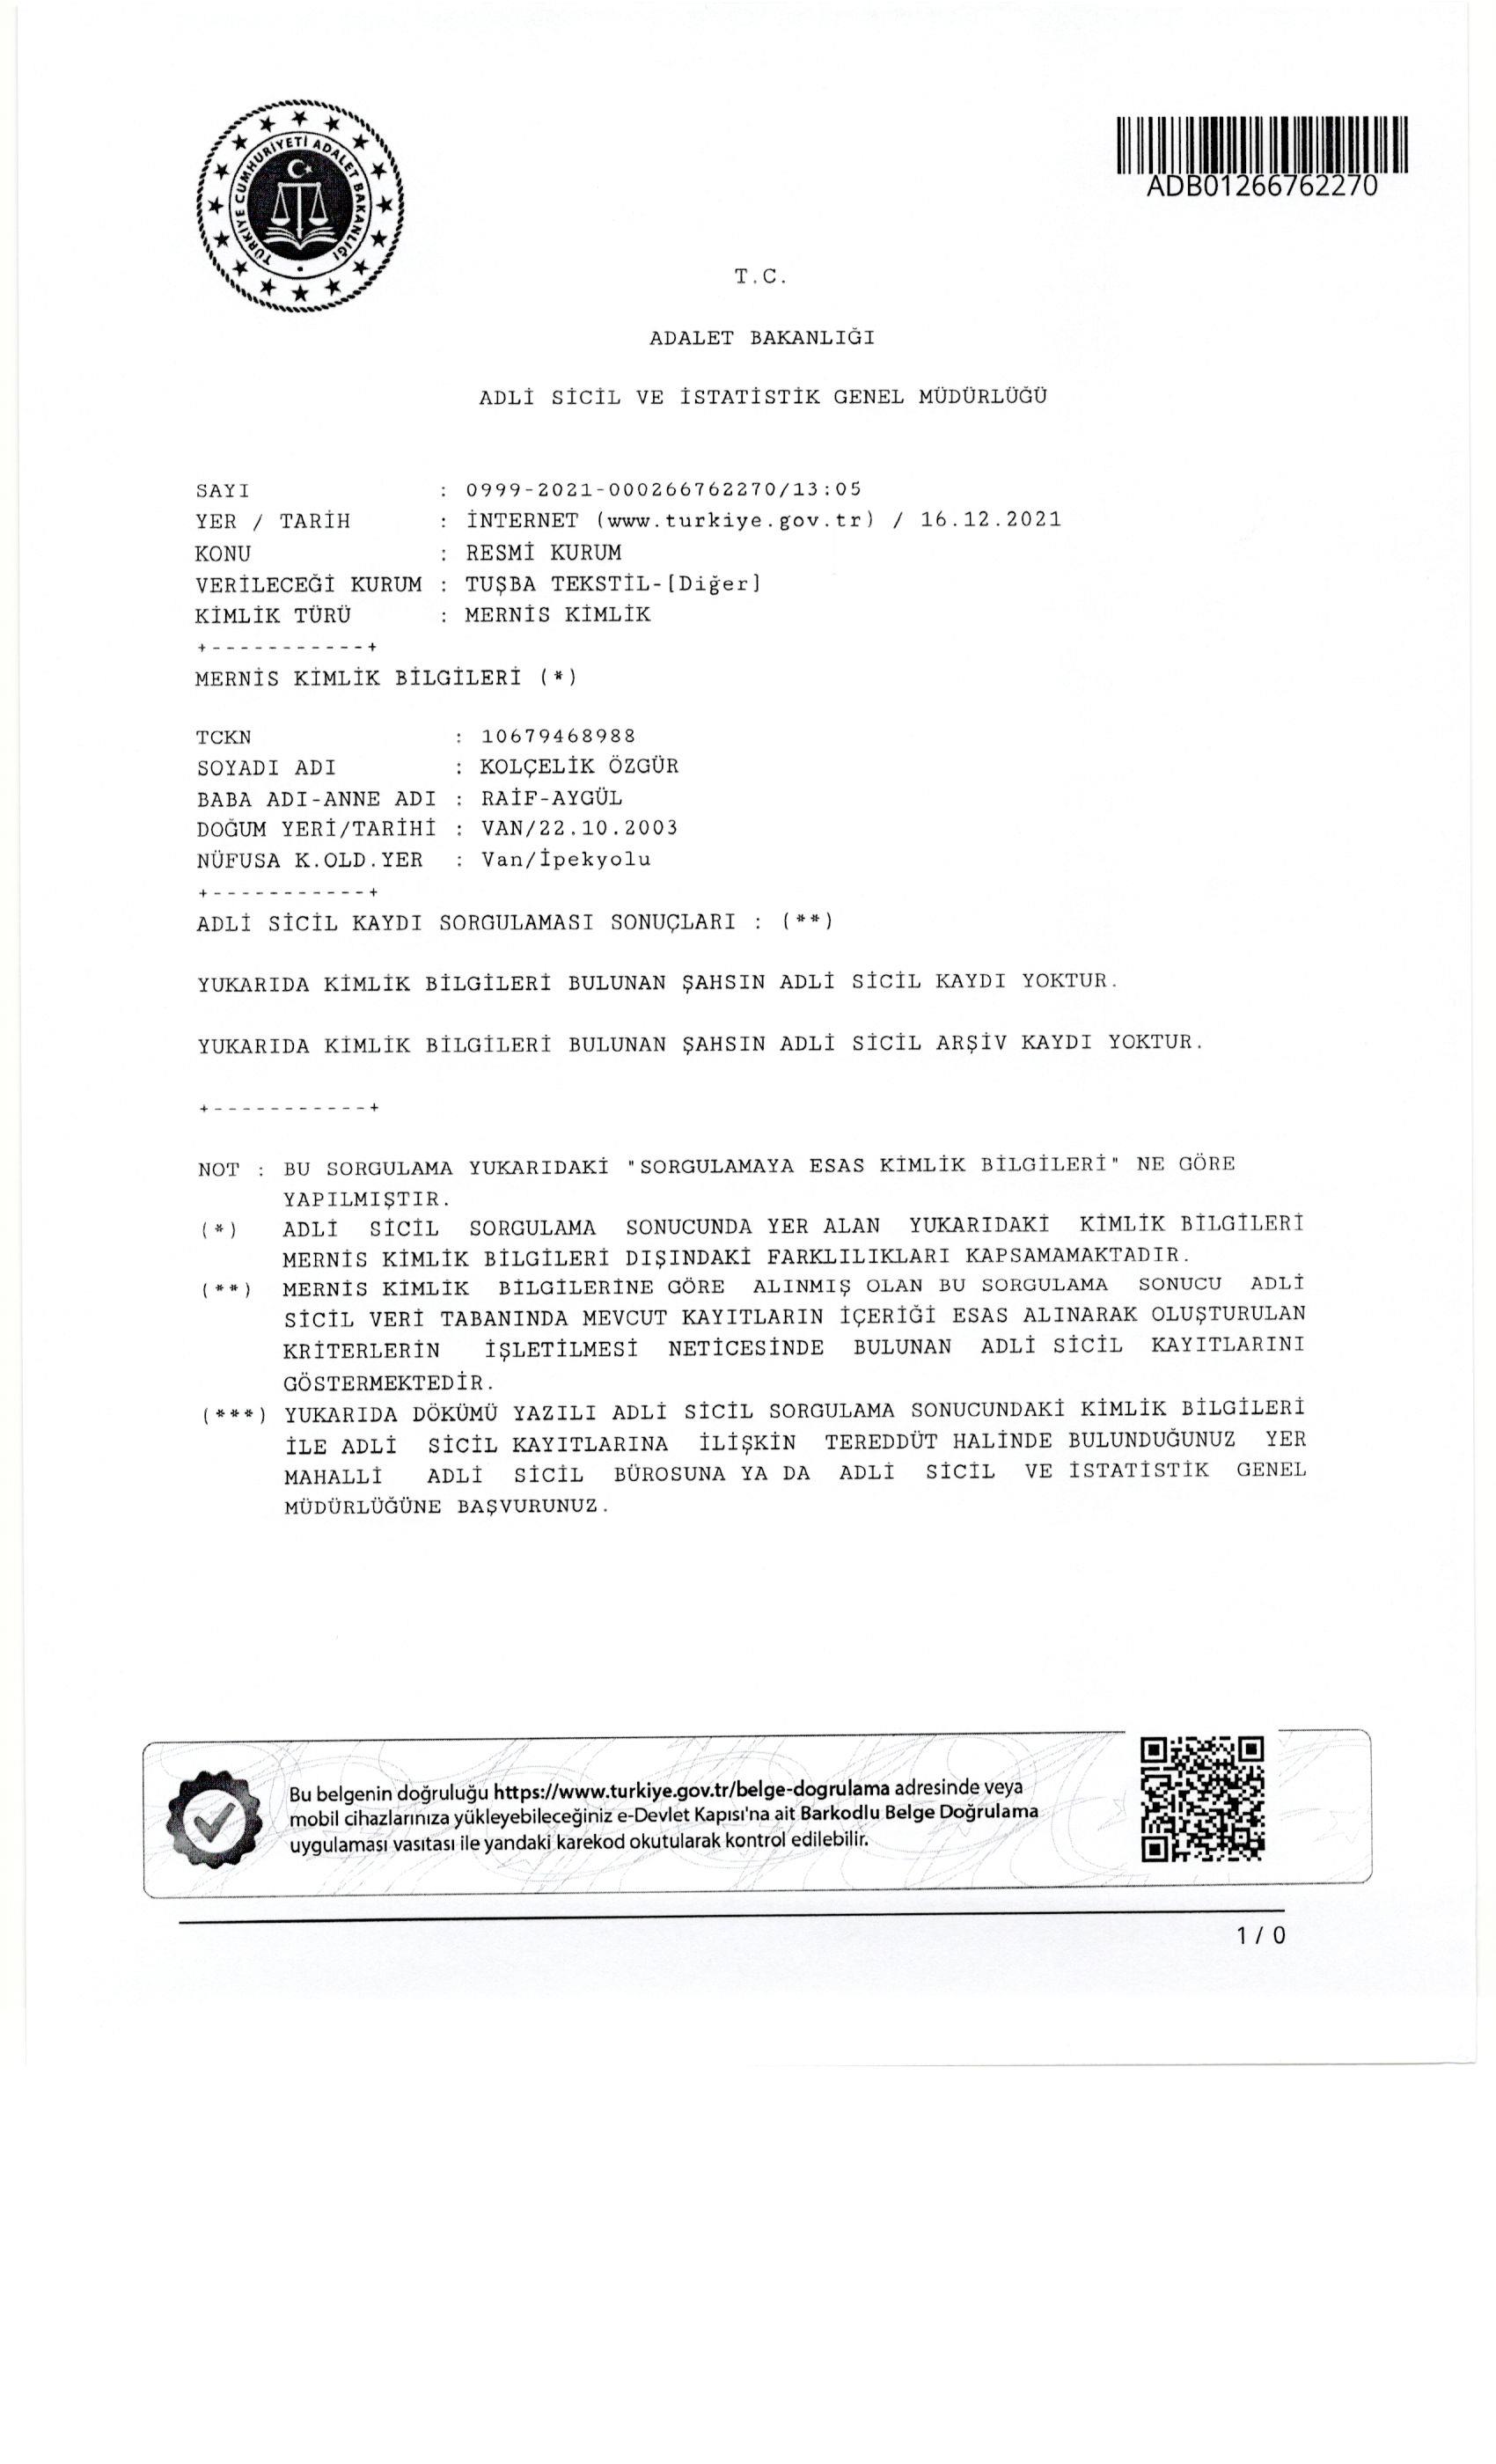 TÜRKİYE CUMHURİYETİ ADALET BAKANLIĞI
ADB01266762270
T.C.
ADALET BAKANLIĞI
ADLİ SİCİL VE İSTATİSTİK GENEL MÜDÜRLÜĞÜ
SAYI : 0999-2021-000266762270/13:05
YER / TARİH : İNTERNET (www.turkiye.gov.tr) / 16.12.2021
KONU : RESMİ KURUM
VERİLECEĞİ KURUM : TUŞBA TEKSTİL-[Diğer]
KİMLİK TÜRÜ : MERNİS KİMLİK
+-----------+
MERNİS KİMLİK BİLGİLERİ (*)
TCKN : 10679468988
SOYADI ADI : KOLÇELİK ÖZGÜR
BABA ADI-ANNE ADI : RAİF-AYGÜL
DOĞUM YERİ/TARİHİ : VAN/22.10.2003
NÜFUSA K.OLD.YER : Van/İpekyolu
+-----------+
ADLİ SİCİL KAYDI SORGULAMASI SONUÇLARI : (**)
YUKARIDA KİMLİK BİLGİLERİ BULUNAN ŞAHSIN ADLİ SİCİL KAYDI YOKTUR.
YUKARIDA KİMLİK BİLGİLERİ BULUNAN ŞAHSIN ADLİ SİCİL ARŞİV KAYDI YOKTUR.
+-----------+
NOT : BU SORGULAMA YUKARIDAKİ "SORGULAMAYA ESAS KİMLİK BİLGİLERİ" NE GÖRE
YAPILMIŞTIR.
(*) ADLİ SİCİL SORGULAMA SONUCUNDA YER ALAN YUKARIDAKİ KİMLİK BİLGİLERİ
MERNİS KİMLİK BİLGİLERİ DIŞINDAKİ FARKLILIKLARI KAPSAMAMAKTADIR.
(**) MERNİS KİMLİK BİLGİLERİNE GÖRE ALINMIŞ OLAN BU SORGULAMA SONUCU ADLİ
SİCİL VERİ TABANINDA MEVCUT KAYITLARIN İÇERİĞİ ESAS ALINARAK OLUŞTURULAN
KRİTERLERİN İŞLETİLMESİ NETİCESİNDE BULUNAN ADLİ SİCİL KAYITLARINI
GÖSTERMEKTEDİR.
(***) YUKARIDA DÖKÜMÜ YAZILI ADLİ SİCİL SORGULAMA SONUCUNDAKİ KİMLİK BİLGİLERİ
İLE ADLİ SİCİL KAYITLARINA İLİŞKİN TEREDDÜT HALİNDE BULUNDUĞUNUZ YER
MAHALLİ ADLİ SİCİL BÜROSUNA YA DA ADLİ SİCİL VE İSTATİSTİK GENEL
MÜDÜRLÜĞÜNE BAŞVURUNUZ.
Bu belgenin doğruluğu https://www.turkiye.gov.tr/belge-dogrulama adresinde veya
mobil cihazlarınıza yükleyebileceğiniz e-Devlet Kapısı'na ait Barkodlu Belge Doğrulama
uygulaması vasıtası ile yandaki karekod okutularak kontrol edilebilir.
1 / 0